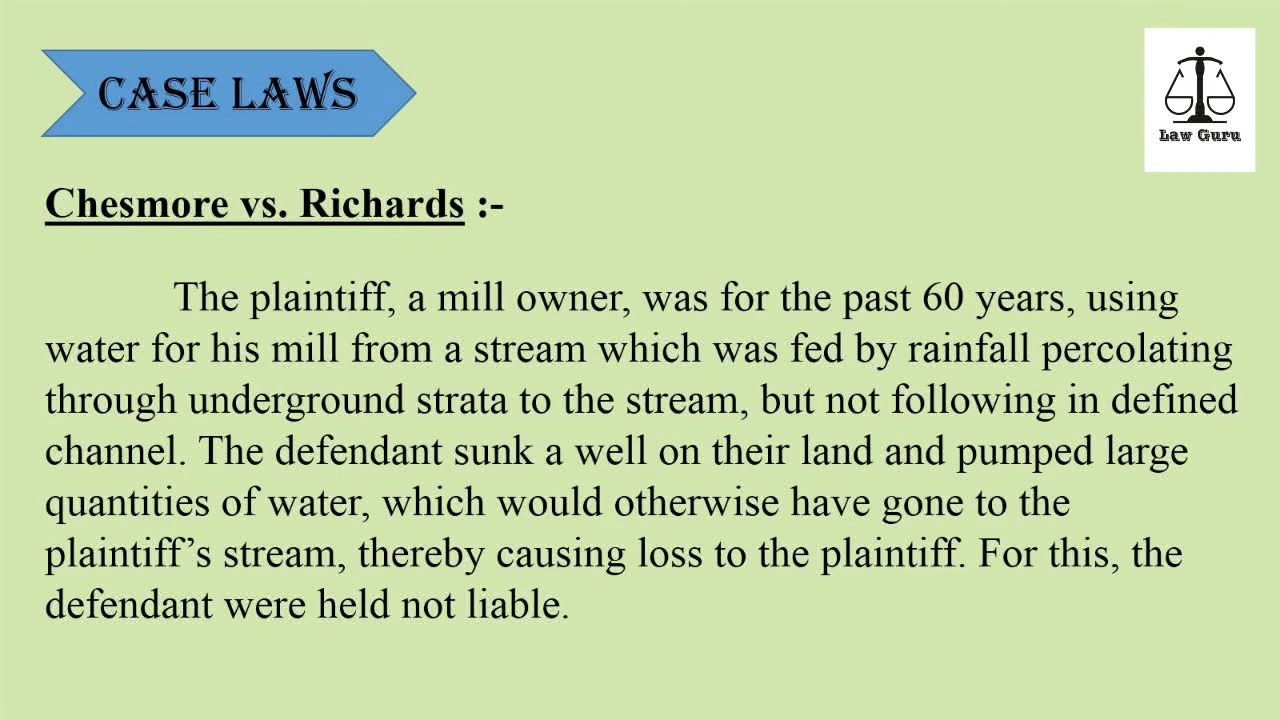 CASE LAWS
Law Guru
Chesmore vs. Richards :-
The plaintiff, a mill owner, was for the past 60 years, using
water for his mill from a stream which was fed by rainfall percolating
through underground strata to the stream, but not following in defined
channel. The defendant sunk a well on their land and pumped large
quantities of water, which would otherwise have gone to the
plaintiff’s stream, thereby causing loss to the plaintiff. For this, the
defendant were held not liable.